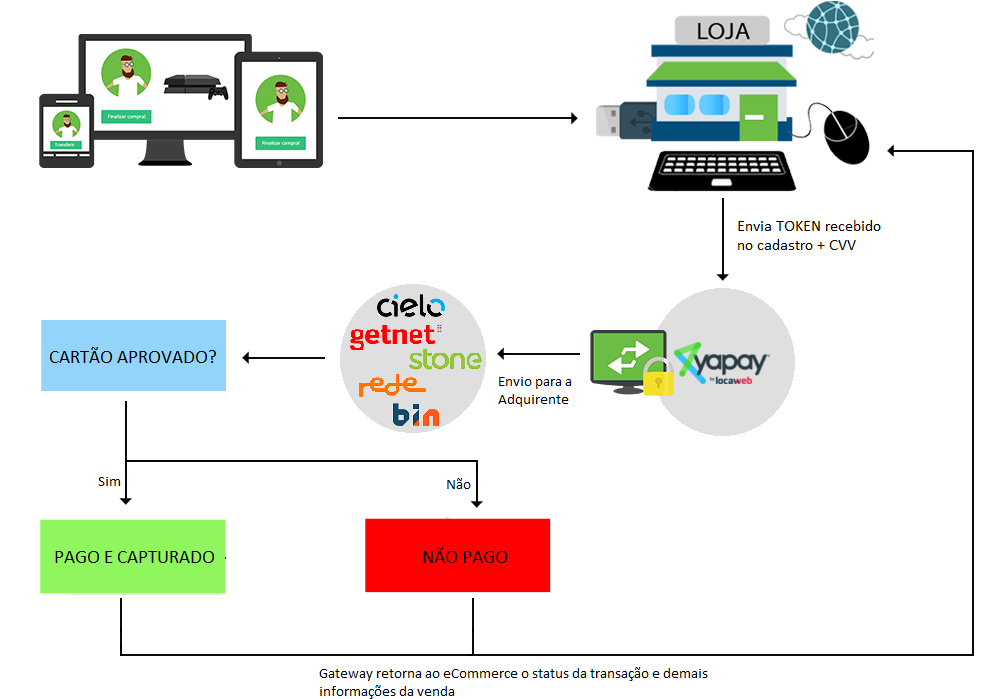 LOJA
Finalizar compra!
Transferir
Finalizar compra!
Envia TOKEN recebido
no cadastro + CVV
cielo
getnet
stone
rede
bin
yapay
by locaweb
CARTÃO APROVADO?
Envio para a
Adquirente
Sim
Não
PAGO E CAPTURADO
NÃO PAGO
Gateway retorna ao eCommerce o status da transação e demais
informações da venda